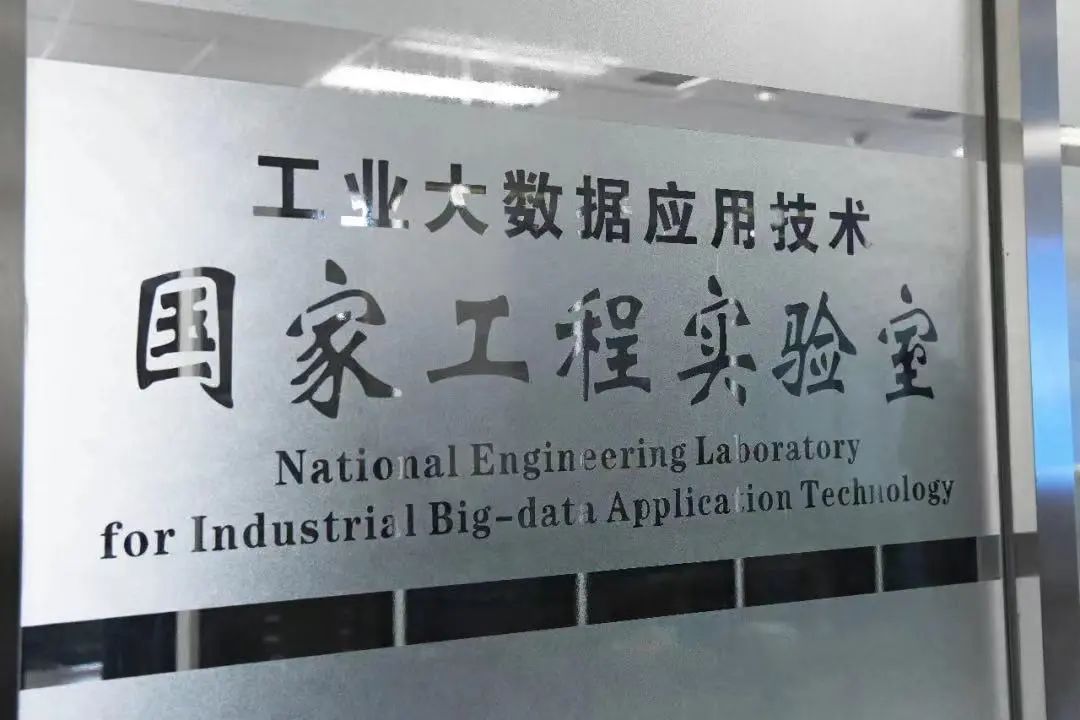 工业大数据应用技术
国家工程实验室
National Engineering Laboratory
for Industrial Big-data Application Technology